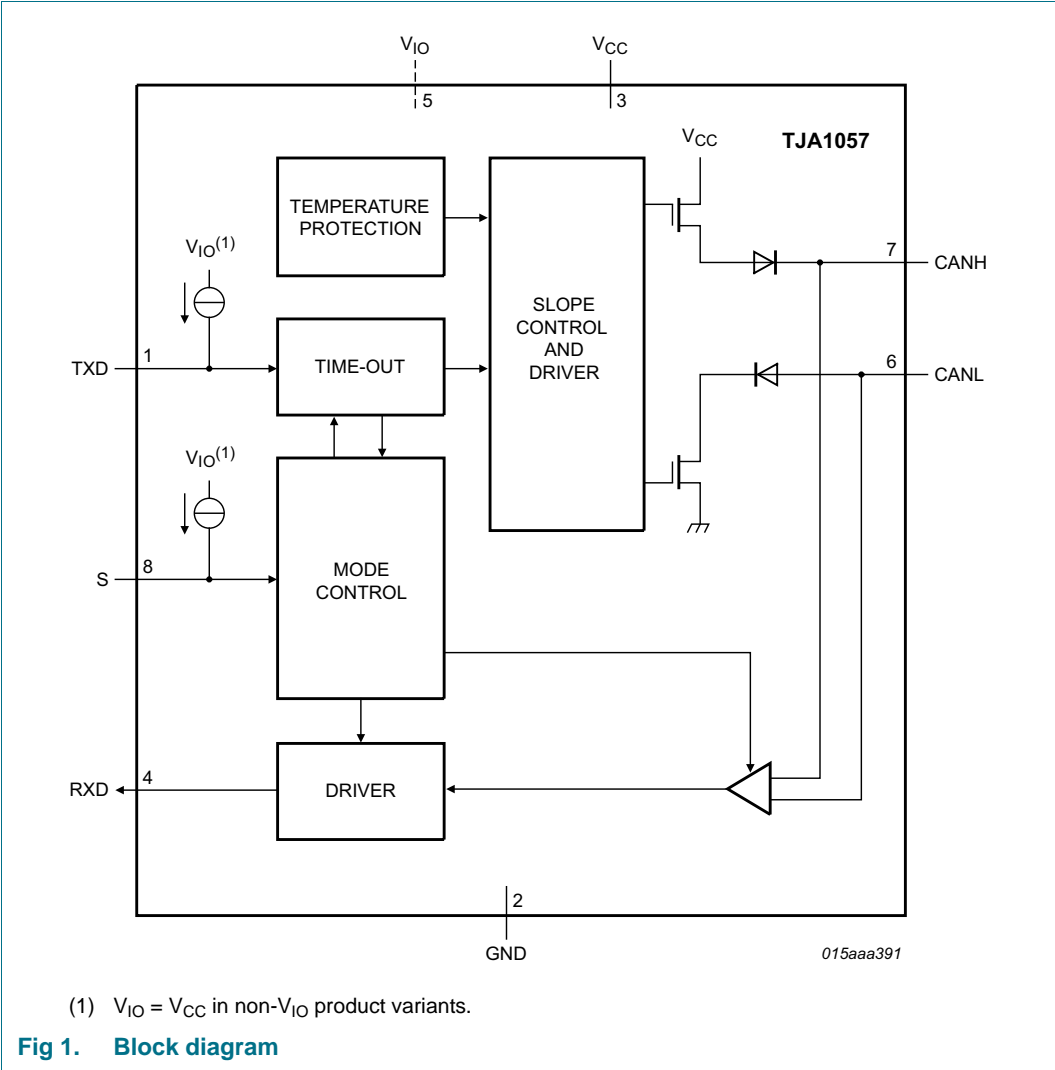 VIO
VCC
5
3
VCC
TJA1057
TEMPERATURE
PROTECTION
VIO(1)
7
CANH
SLOPE
CONTROL
AND
DRIVER
TXD
1
TIME-OUT
6
CANL
VIO(1)
S
8
MODE
CONTROL
RXD
4
DRIVER
2
GND
015aaa391
(1) VIO = VCC in non-VIO product variants.
Fig 1. Block diagram